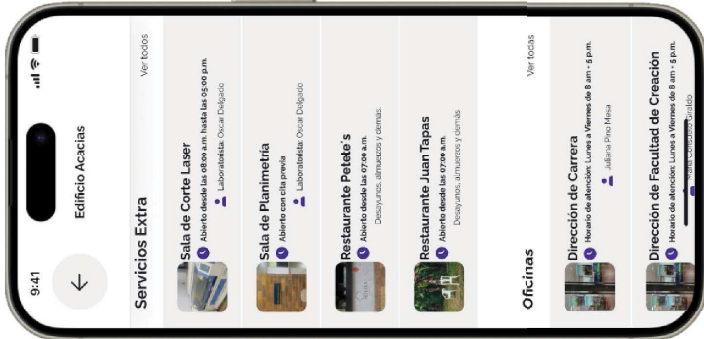 9:41
Edificio Acacias
Servicios Extra
Ver todos
Sala de Corte Laser
Abierto desde las 08:00 a.m. hasta las 05:00 p.m.
Laboratorista: Oscar Delgado
Sala de Planimetría
Abierto con cita previa
Laboratorista: Oscar Delgado
Restaurante Petete's
Abierto desde las 07:00 a.m.
Desayunos, almuerzos y demás.
Restaurante Juan Tapas
Abierto desde las 07:00 a.m.
Desayunos, almuerzos y demás.
Oficinas
Ver todas
Dirección de Carrera
Horario de atención: Lunes a Viernes de 8 am - 5 p.m.
Juliana Pino Mesa
Dirección de Facultad de Creación
Horario de atención: Lunes a Viernes de 8 am - 5 p.m.
Maria Consuelo Giraldo